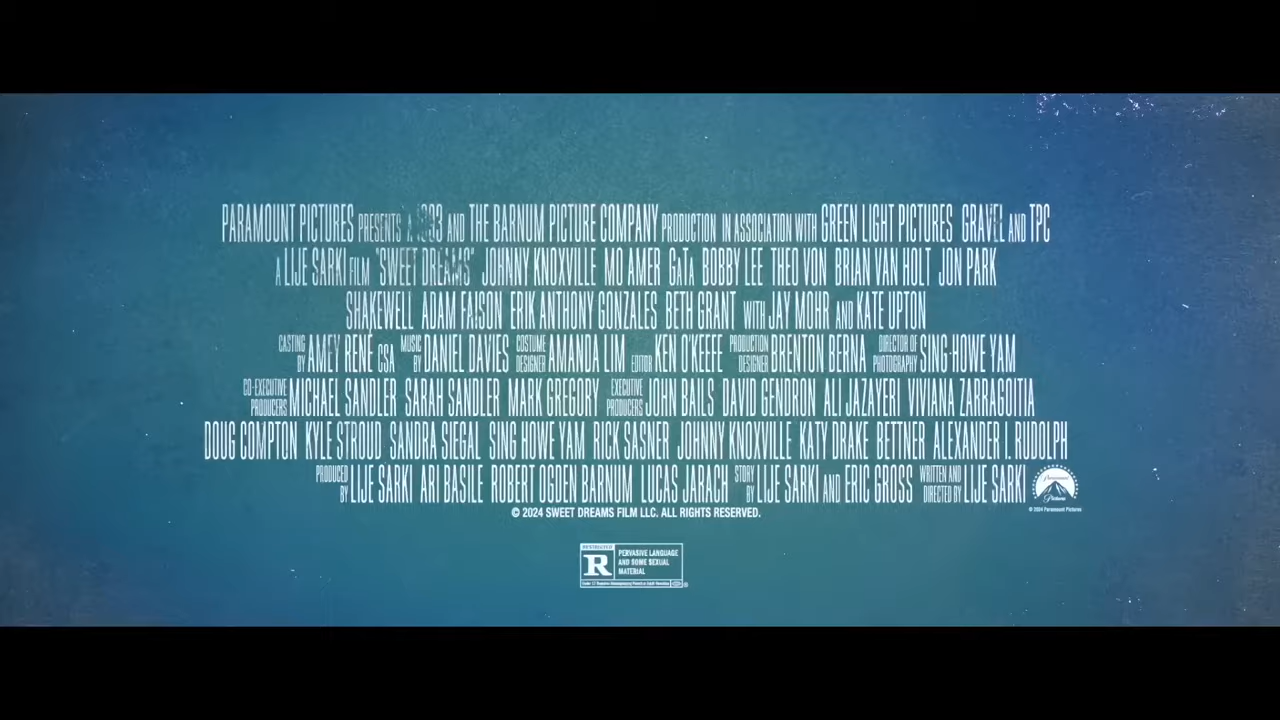 PARAMOUNT PICTURES PRESENTS A 1993 AND THE BARNUM PICTURE COMPANY PRODUCTION IN ASSOCIATION WITH GREEN LIGHT PICTURES GRAVEL AND TPC
A LIJE SARKI FILM "SWEET DREAMS" JOHNNY KNOXVILLE MO AMER GaTa BOBBY LEE THEO VON BRIAN VAN HOLT JON PARK
SHAKEWELL ADAM FAISON ERIK ANTHONY GONZALES BETH GRANT WITH JAY MOHR AND KATE UPTON
CASTING BY AMEY RENÉ CSA MUSIC BY DANIEL DAVIES COSTUME DESIGNER AMANDA LIM EDITOR KEN O'KEEFE PRODUCTION DESIGNER BRENTON BERNA DIRECTOR OF PHOTOGRAPHY SING-HOWE YAM
CO-EXECUTIVE PRODUCERS MICHAEL SANDLER SARAH SANDLER MARK GREGORY EXECUTIVE PRODUCERS JOHN BAILS DAVID GENDRON ALI JAZAYERI VIVIANA ZARRAGOITIA
DOUG COMPTON KYLE STROUD SANDRA SIEGAL SING HOWE YAM RICK SASNER JOHNNY KNOXVILLE KATY DRAKE BETTNER ALEXANDER I. RUDOLPH
PRODUCED BY LIJE SARKI ARI BASILE ROBERT OGDEN BARNUM LUCAS JARACH STORY BY LIJE SARKI AND ERIC GROSS WRITTEN AND DIRECTED BY LIJE SARKI
Paramount Pictures
© 2024 Paramount Pictures
© 2024 SWEET DREAMS FILM LLC. ALL RIGHTS RESERVED.
RESTRICTED
R
PERVASIVE LANGUAGE
AND SOME SEXUAL
MATERIAL